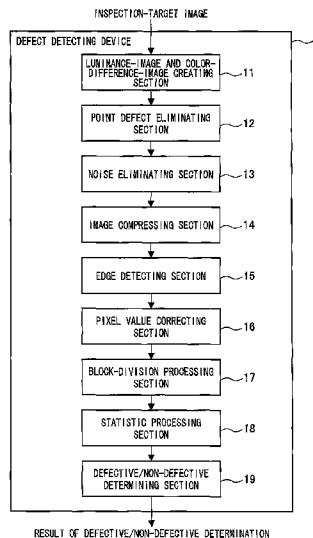 INSPECTION-TARGET IMAGE
DEFECT DETECTING DEVICE
LUMINANCE-IMAGE AND COLOR-
DIFFERENCE-IMAGE CREATING
SECTION
11
POINT DEFECT ELIMINATING
SECTION
12
NOISE ELIMINATING SECTION
13
IMAGE COMPRESSING SECTION
14
EDGE DETECTING SECTION
15
PIXEL VALUE CORRECTING
SECTION
16
BLOCK-DIVISION PROCESSING
SECTION
17
STATISTIC PROCESSING
SECTION
18
DEFECTIVE/NON-DEFECTIVE
DETERMINING SECTION
19
RESULT OF DEFECTIVE/NON-DEFECTIVE DETERMINATION